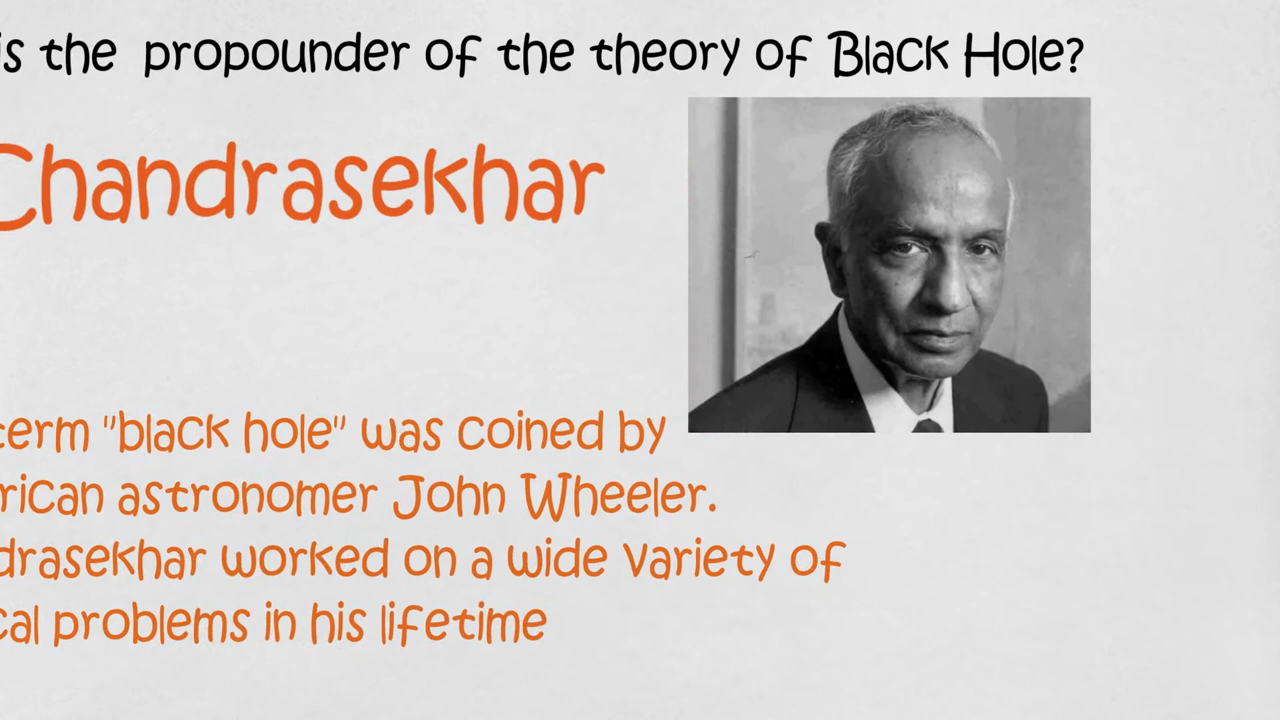 is the propounder of the theory of Black Hole?
Chandrasekhar
term "black hole" was coined by
rican astronomer John Wheeler.
drasekhar worked on a wide variety of
cal problems in his lifetime